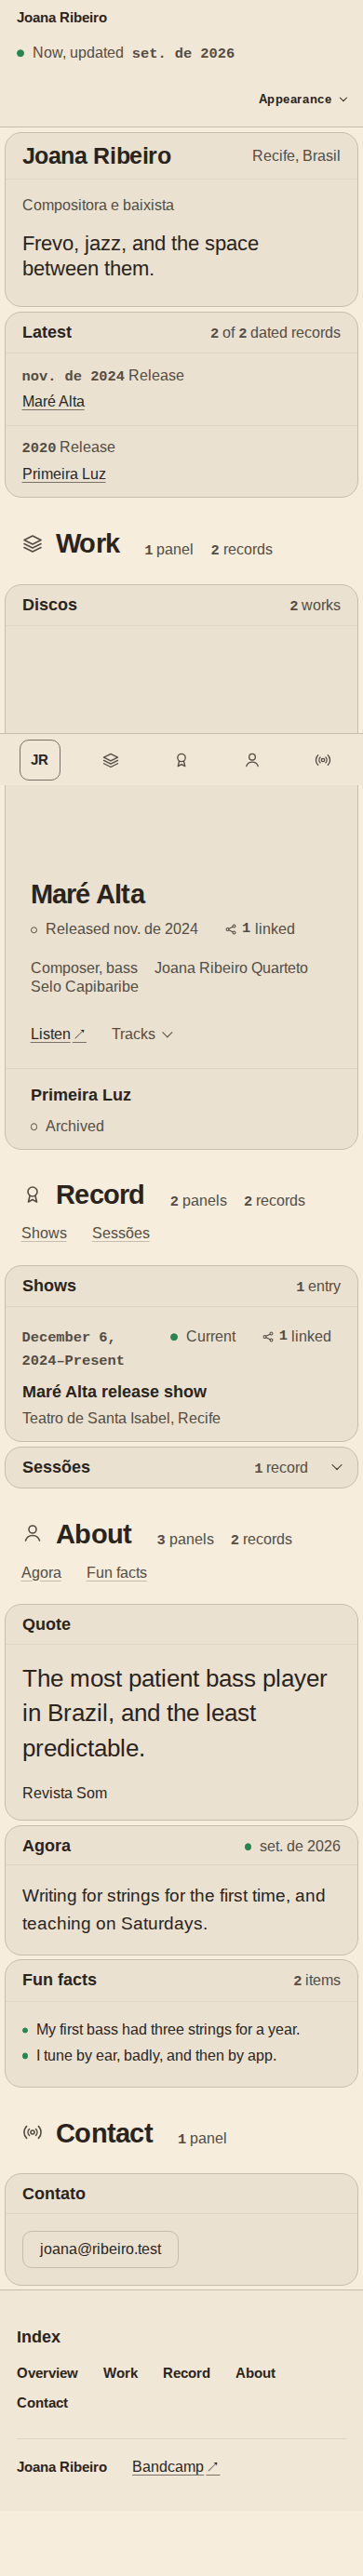 Joana Ribeiro
Now, updated set. de 2026
Appearance
Joana Ribeiro Recife, Brasil
Compositora e baixista
Frevo, jazz, and the space
between them.
Latest 2 of 2 dated records
nov. de 2024 Release
Maré Alta
2020 Release
Primeira Luz
Work 1 panel 2 records
Discos 2 works
JR
Maré Alta
Released nov. de 2024 1 linked
Composer, bass Joana Ribeiro Quarteto
Selo Capibaribe
Listen ↗ Tracks
Primeira Luz
Archived
Record 2 panels 2 records
Shows Sessões
Shows 1 entry
December 6, Current 1 linked
2024–Present
Maré Alta release show
Teatro de Santa Isabel, Recife
Sessões 1 record
About 3 panels 2 records
Agora Fun facts
Quote
The most patient bass player
in Brazil, and the least
predictable.
Revista Som
Agora set. de 2026
Writing for strings for the first time, and
teaching on Saturdays.
Fun facts 2 items
My first bass had three strings for a year.
I tune by ear, badly, and then by app.
Contact 1 panel
Contato
joana@ribeiro.test
Index
Overview Work Record About
Contact
Joana Ribeiro Bandcamp ↗